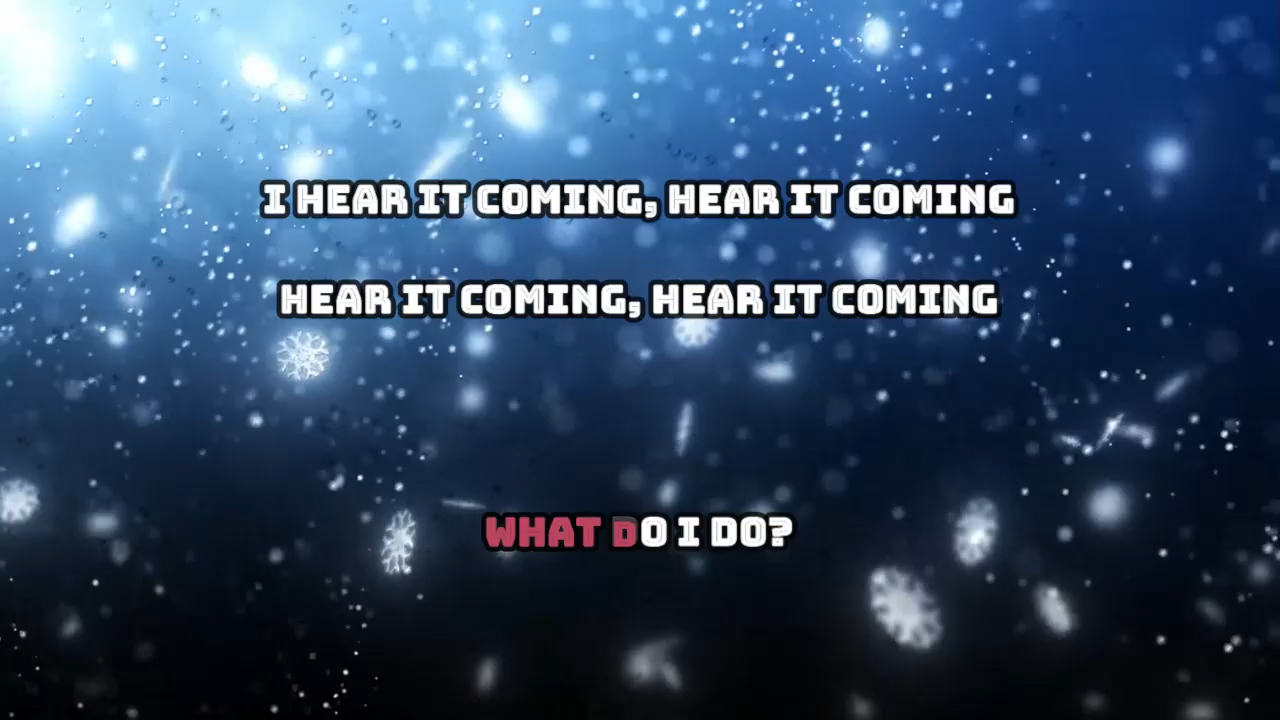 I HEAR IT COMING, HEAR IT COMING
HEAR IT COMING, HEAR IT COMING
WHAT DO I DO?